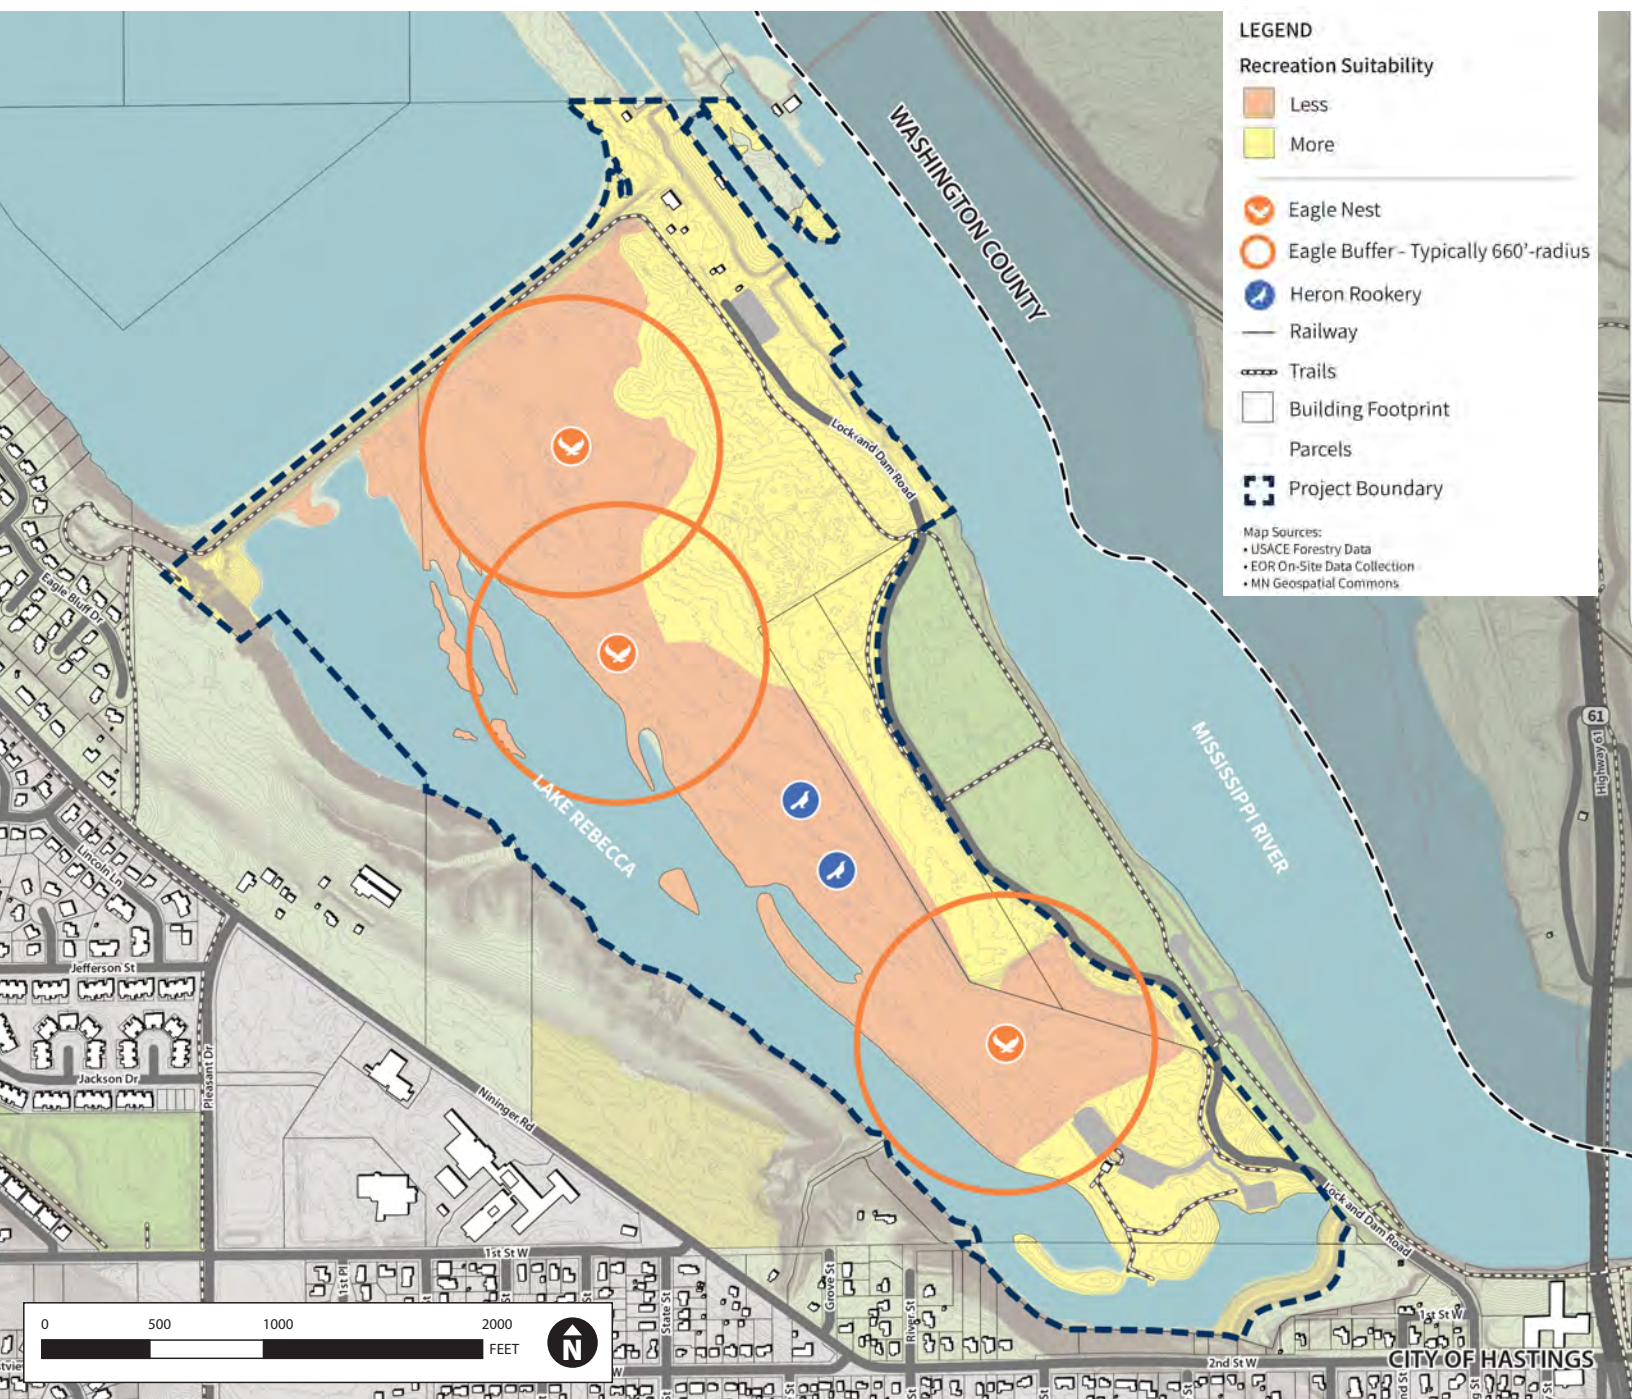 LEGEND
Recreation Suitability
Less
More
Eagle Nest
Eagle Buffer - Typically 660'-radius
Heron Rookery
Railway
Trails
Building Footprint
Parcels
Project Boundary
Map Sources:
• USACE Forestry Data
• EOR On-Site Data Collection
• MN Geospatial Commons
WASHINGTON COUNTY
Lock and Dam Road
Eagle Bluff Dr
61
Highway 61
MISSISSIPPI RIVER
LAKE REBECCA
Lincoln Ln
Jefferson St
Jackson Dr
Pleasant Dr
Nininger Rd
Lock and Dam Road
1st St W
1st Pl
State St
Grove St
River St
1st St W
2nd St W
CITY OF HASTINGS
0 500 1000 2000
FEET
N